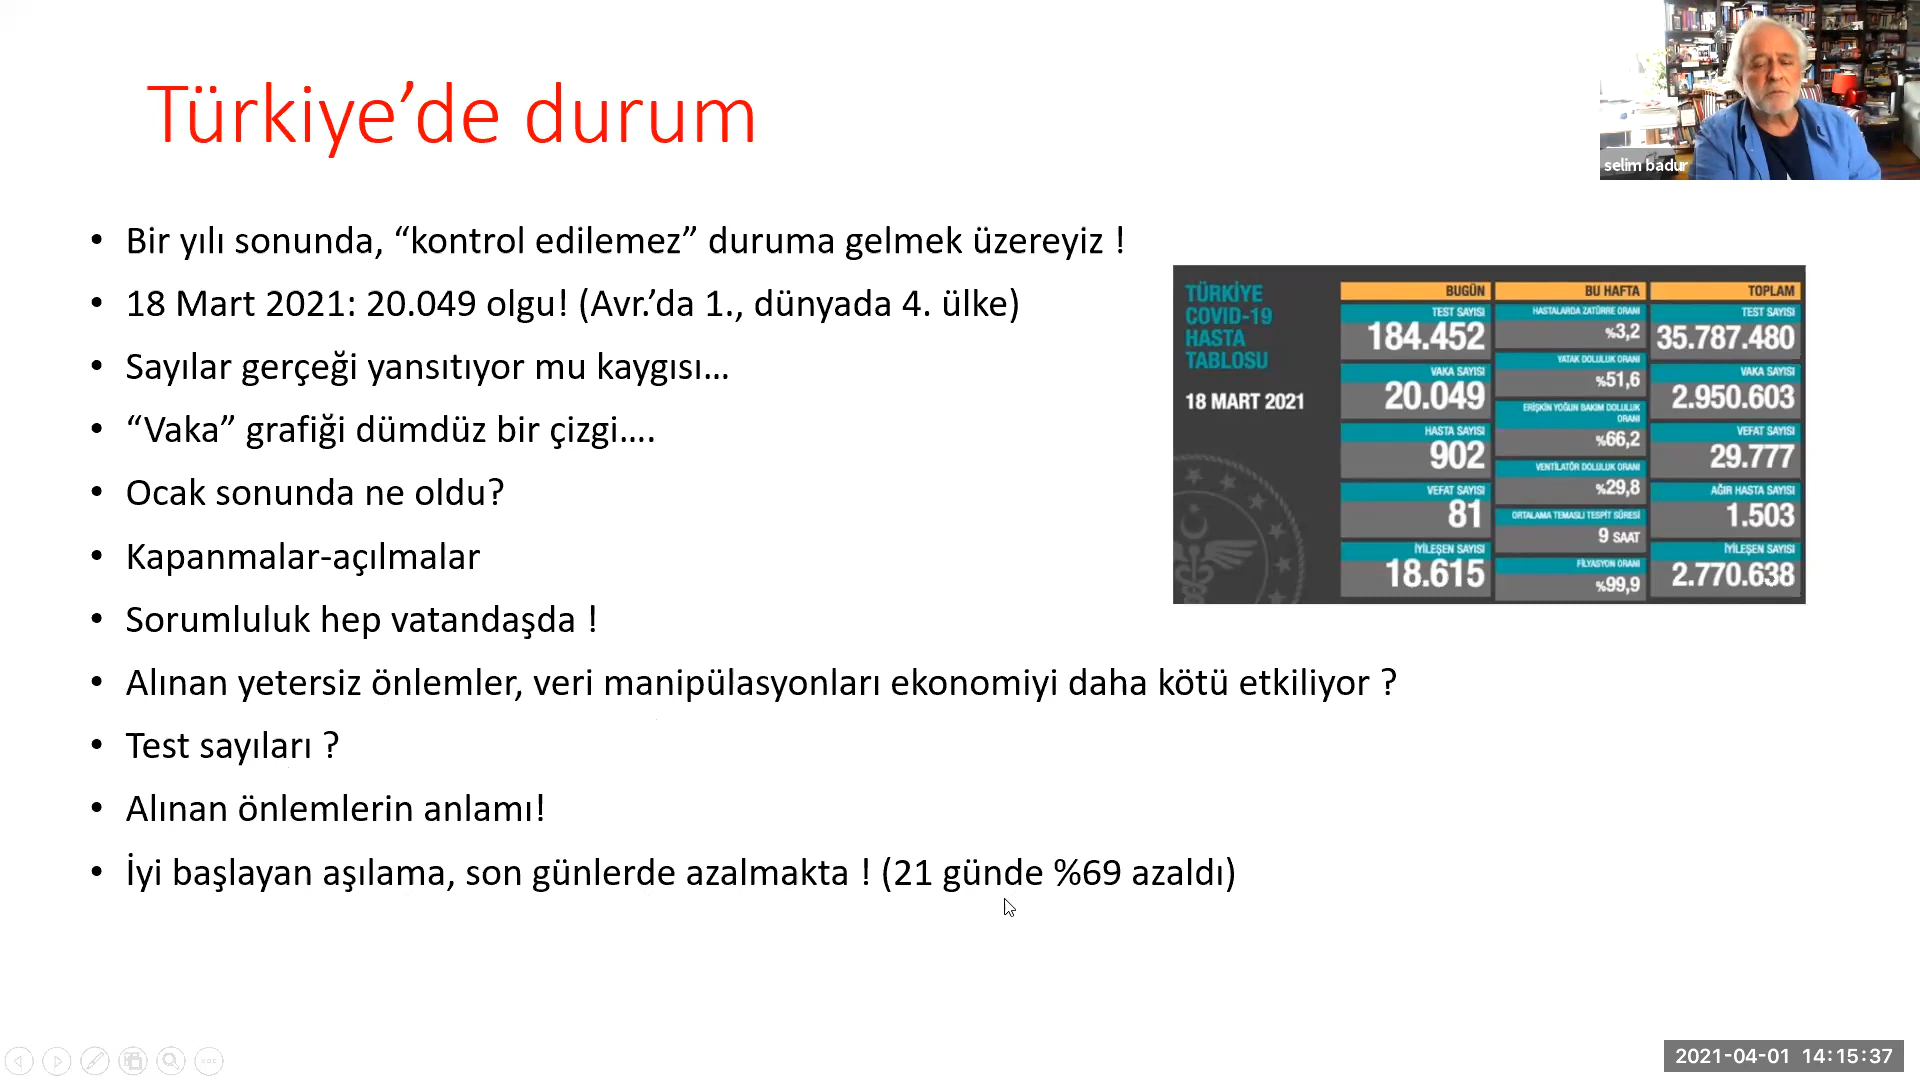 Türkiye’de durum
selim badur
• Bir yılı sonunda, “kontrol edilemez” duruma gelmek üzereyiz !
• 18 Mart 2021: 20.049 olgu! (Avr.’da 1., dünyada 4. ülke)
• Sayılar gerçeği yansıtıyor mu kaygısı…
• “Vaka” grafiği dümdüz bir çizgi….
• Ocak sonunda ne oldu?
• Kapanmalar-açılmalar
• Sorumluluk hep vatandaşda !
• Alınan yetersiz önlemler, veri manipülasyonları ekonomiyi daha kötü etkiliyor ?
• Test sayıları ?
• Alınan önlemlerin anlamı!
• İyi başlayan aşılama, son günlerde azalmakta ! (21 günde %69 azaldı)
TÜRKİYE
COVID-19
HASTA
TABLOSU
18 MART 2021
BUGÜN
TEST SAYISI
184.452
VAKA SAYISI
20.049
HASTA SAYISI
902
VEFAT SAYISI
81
İYİLEŞEN SAYISI
18.615
BU HAFTA
HASTALARDA ZATÜRRE ORANI
%3,2
YATAK DOLULUK ORANI
%51,6
ERİŞKİN YOĞUN BAKIM DOLULUK
ORANI
%66,2
VENTİLATÖR DOLULUK ORANI
%29,8
ORTALAMA TEMASLI TESPİT SÜRESİ
9 SAAT
FİLYASYON ORANI
%99,9
TOPLAM
TEST SAYISI
35.787.480
VAKA SAYISI
2.950.603
VEFAT SAYISI
29.777
AĞIR HASTA SAYISI
1.503
İYİLEŞEN SAYISI
2.770.638
2021-04-01 14:15:37